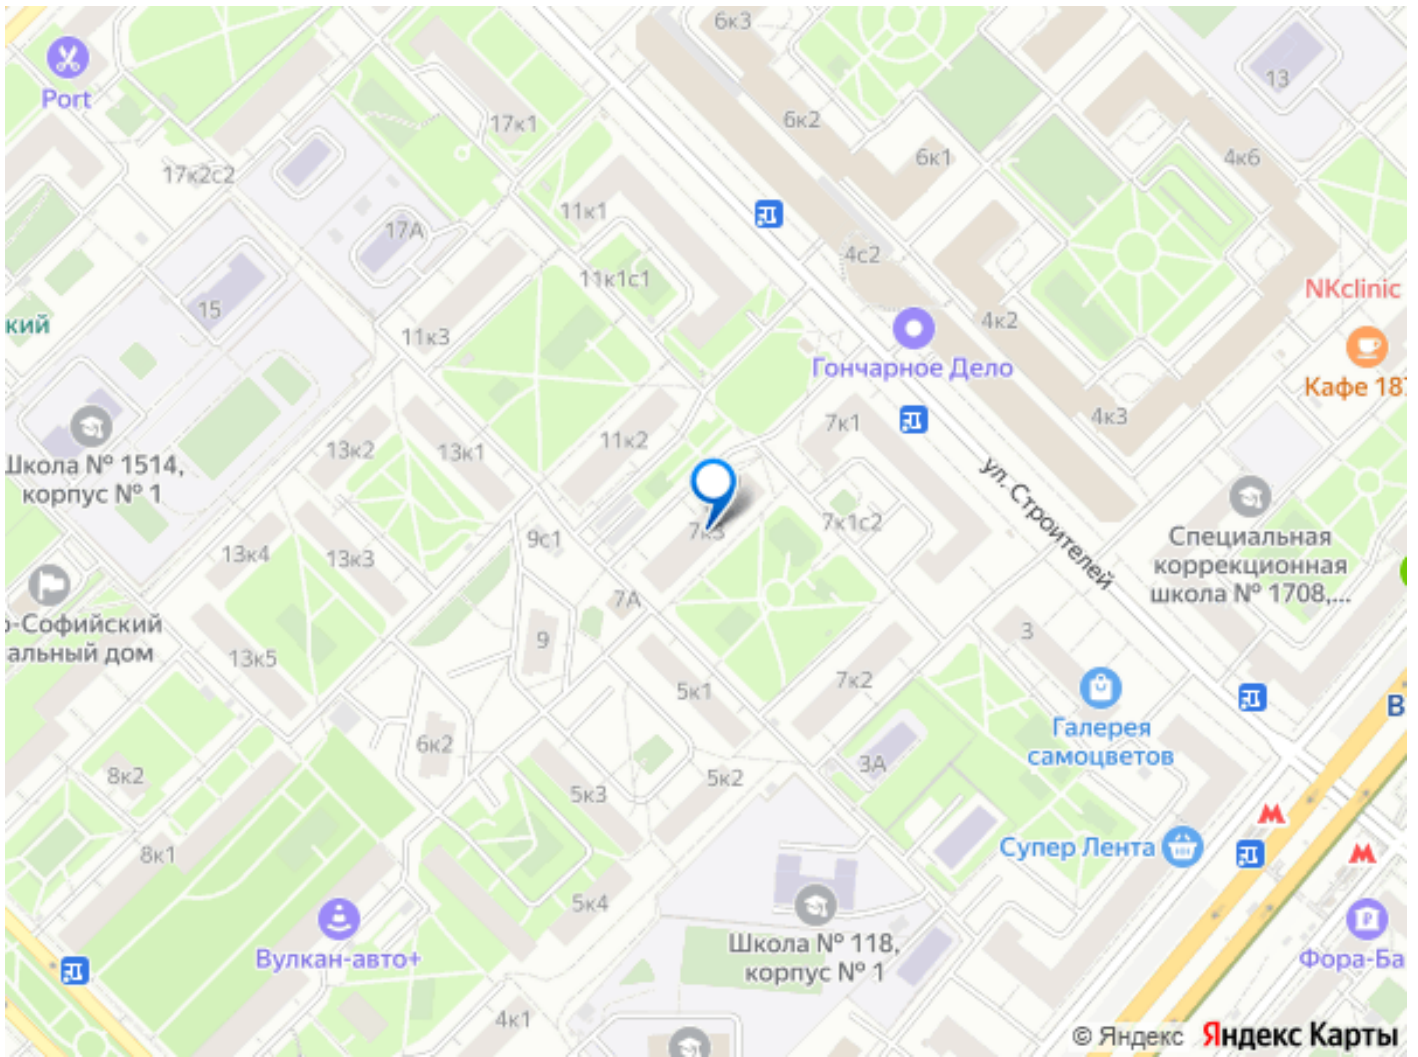 6к3
Port
13
17к1
6к2
6к1
4к6
17к2с2
11к1
17А
4с2
11к1с1
NKclinic
15
кий
4к2
11к3
Гончарное Дело
Кафе 187
4к3
7к1
11к2
13к2
13к1
Школа № 1514,
корпус № 1
ул. Строителей
7к3
7к1с2
Специальная
коррекционная
школа № 1708,...
9с1
13к4
13к3
7А
о-Софийский
альный дом
9
3
13к5
5к1
7к2
В
Галерея
самоцветов
6к2
3А
8к2
5к2
5к3
Супер Лента
8к1
5к4
Школа № 118,
корпус № 1
Вулкан-авто+
Фора-Ба
4к1
© Яндекс Яндекс Карты